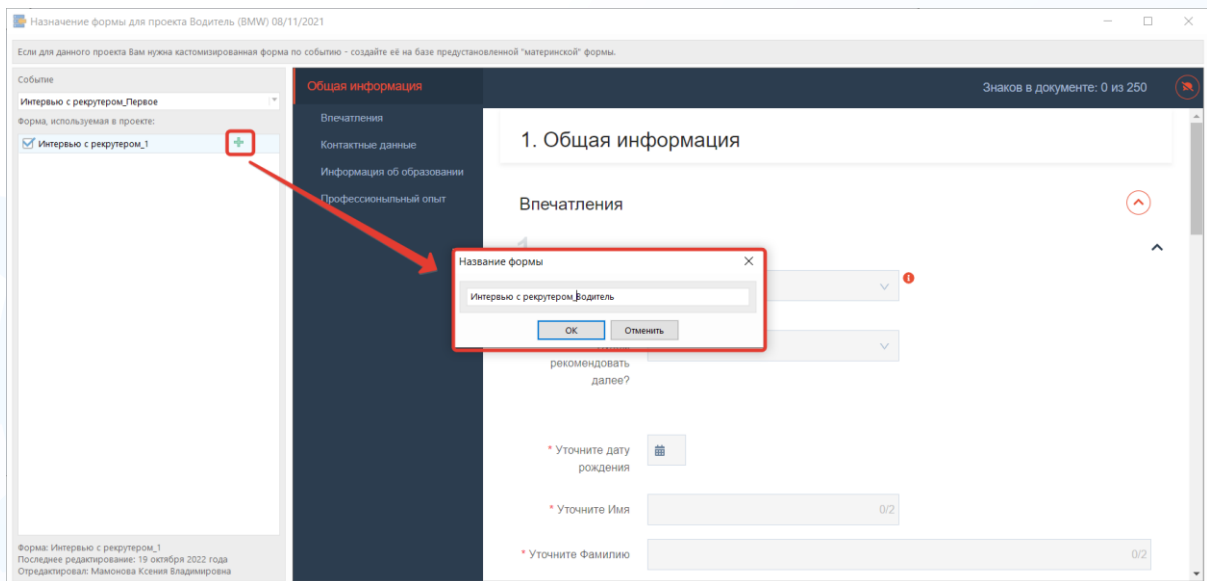 Назначение формы для проекта Водитель (BMW) 08/11/2021
Если для данного проекта Вам нужна кастомизированная форма по событию - создайте её на базе предустановленной "материнской" формы.
Событие
Интервью с рекрутером_Первое
Форма, используемая в проекте:
Интервью с рекрутером_1
Форма: Интервью с рекрутером_1
Последнее редактирование: 19 октября 2022 года
Отредактировал: Мамонова Ксения Владимировна
Общая информация
Впечатления
Контактные данные
Информация об образовании
Профессиональный опыт
Знаков в документе: 0 из 250
1. Общая информация
Впечатления
1
Название формы
Интервью с рекрутером_Водитель
OK
Отменить
рекомендовать
далее?
* Уточните дату
рождения
* Уточните Имя
0/2
* Уточните Фамилию
0/2